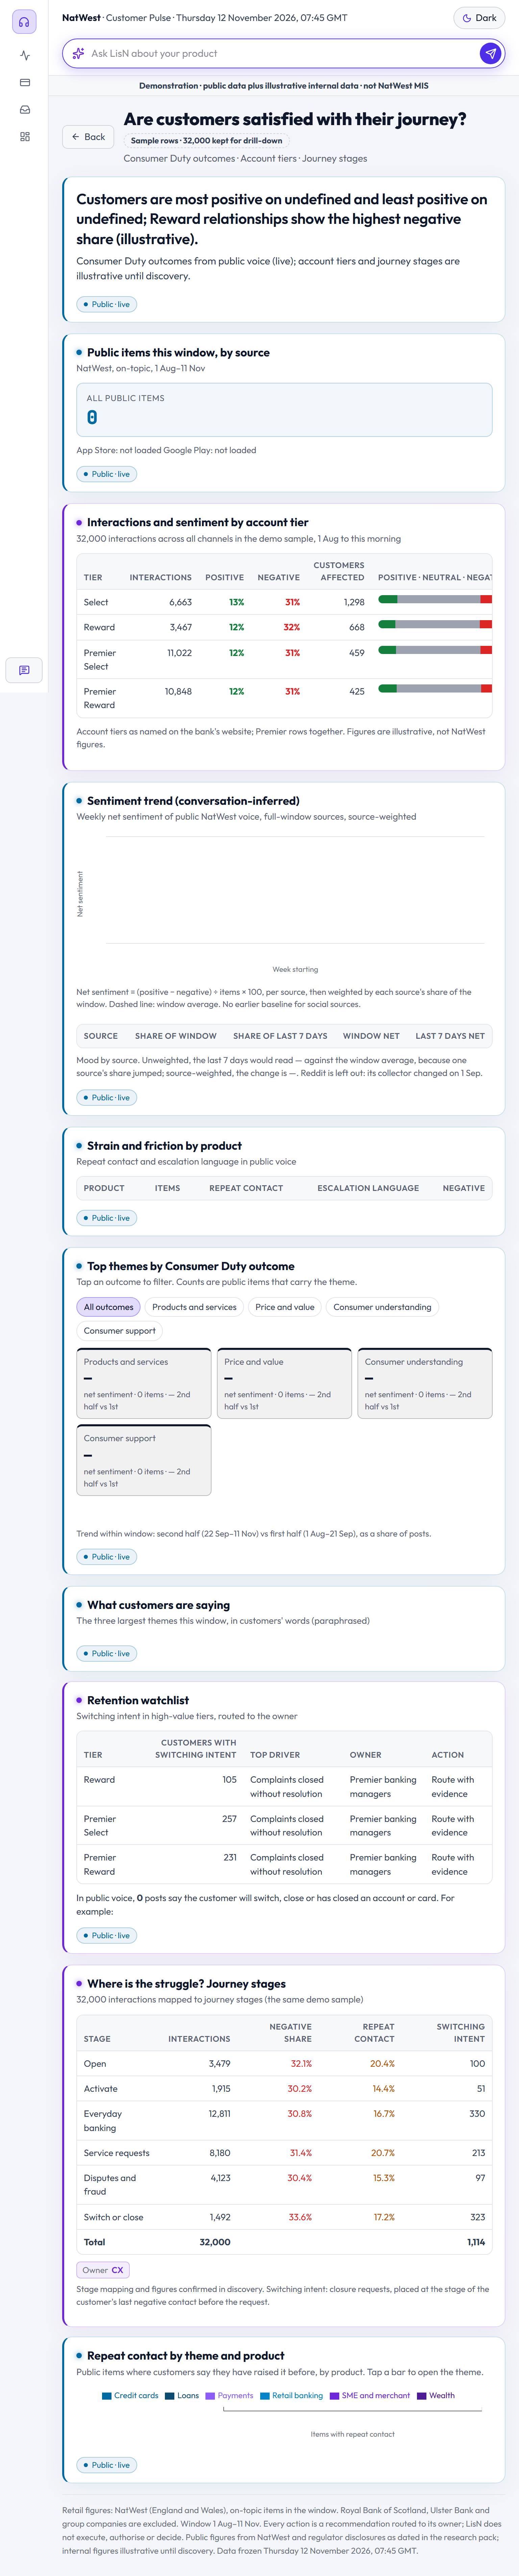 NatWest · Customer Pulse · Thursday 12 November 2026, 07:45 GMT
Dark
Ask LisN about your product
Demonstration · public data plus illustrative internal data · not NatWest MIS
Back
Are customers satisfied with their journey?
Sample rows · 32,000 kept for drill-down
Consumer Duty outcomes · Account tiers · Journey stages
Customers are most positive on undefined and least positive on
undefined; Reward relationships show the highest negative
share (illustrative).
Consumer Duty outcomes from public voice (live); account tiers and journey stages are
illustrative until discovery.
Public · live
Public items this window, by source
NatWest, on-topic, 1 Aug–11 Nov
ALL PUBLIC ITEMS
0
App Store: not loaded Google Play: not loaded
Public · live
Interactions and sentiment by account tier
32,000 interactions across all channels in the demo sample, 1 Aug to this morning
TIER INTERACTIONS POSITIVE NEGATIVE CUSTOMERS AFFECTED POSITIVE · NEUTRAL · NEGAT
Select 6,663 13% 31% 1,298
Reward 3,467 12% 32% 668
Premier Select 11,022 12% 31% 459
Premier Reward 10,848 12% 31% 425
Account tiers as named on the bank's website; Premier rows together. Figures are illustrative, not NatWest
figures.
Sentiment trend (conversation-inferred)
Weekly net sentiment of public NatWest voice, full-window sources, source-weighted
Net sentiment
Week starting
Net sentiment = (positive − negative) ÷ items × 100, per source, then weighted by each source's share of the
window. Dashed line: window average. No earlier baseline for social sources.
SOURCE SHARE OF WINDOW SHARE OF LAST 7 DAYS WINDOW NET LAST 7 DAYS NET
Mood by source. Unweighted, the last 7 days would read — against the window average, because one
source's share jumped; source-weighted, the change is —. Reddit is left out: its collector changed on 1 Sep.
Public · live
Strain and friction by product
Repeat contact and escalation language in public voice
PRODUCT ITEMS REPEAT CONTACT ESCALATION LANGUAGE NEGATIVE
Public · live
Top themes by Consumer Duty outcome
Tap an outcome to filter. Counts are public items that carry the theme.
All outcomes Products and services Price and value Consumer understanding
Consumer support
Products and services
—
net sentiment · 0 items · — 2nd
half vs 1st
Price and value
—
net sentiment · 0 items · — 2nd
half vs 1st
Consumer understanding
—
net sentiment · 0 items · — 2nd
half vs 1st
Consumer support
—
net sentiment · 0 items · — 2nd
half vs 1st
Trend within window: second half (22 Sep–11 Nov) vs first half (1 Aug–21 Sep), as a share of posts.
Public · live
What customers are saying
The three largest themes this window, in customers' words (paraphrased)
Public · live
Retention watchlist
Switching intent in high-value tiers, routed to the owner
TIER CUSTOMERS WITH SWITCHING INTENT TOP DRIVER OWNER ACTION
Reward 105 Complaints closed without resolution Premier banking managers Route with evidence
Premier Select 257 Complaints closed without resolution Premier banking managers Route with evidence
Premier Reward 231 Complaints closed without resolution Premier banking managers Route with evidence
In public voice, 0 posts say the customer will switch, close or has closed an account or card. For
example:
Public · live
Where is the struggle? Journey stages
32,000 interactions mapped to journey stages (the same demo sample)
STAGE INTERACTIONS NEGATIVE SHARE REPEAT CONTACT SWITCHING INTENT
Open 3,479 32.1% 20.4% 100
Activate 1,915 30.2% 14.4% 51
Everyday banking 12,811 30.8% 16.7% 330
Service requests 8,180 31.4% 20.7% 213
Disputes and fraud 4,123 30.4% 15.3% 97
Switch or close 1,492 33.6% 17.2% 323
Total 32,000 1,114
Owner CX
Stage mapping and figures confirmed in discovery. Switching intent: closure requests, placed at the stage of the
customer's last negative contact before the request.
Repeat contact by theme and product
Public items where customers say they have raised it before, by product. Tap a bar to open the theme.
Credit cards Loans Payments Retail banking SME and merchant Wealth
Items with repeat contact
Public · live
Retail figures: NatWest (England and Wales), on-topic items in the window. Royal Bank of Scotland, Ulster Bank and
group companies are excluded. Window 1 Aug–11 Nov. Every action is a recommendation routed to its owner; LisN does
not execute, authorise or decide. Public figures from NatWest and regulator disclosures as dated in the research pack;
internal figures illustrative until discovery. Data frozen Thursday 12 November 2026, 07:45 GMT.